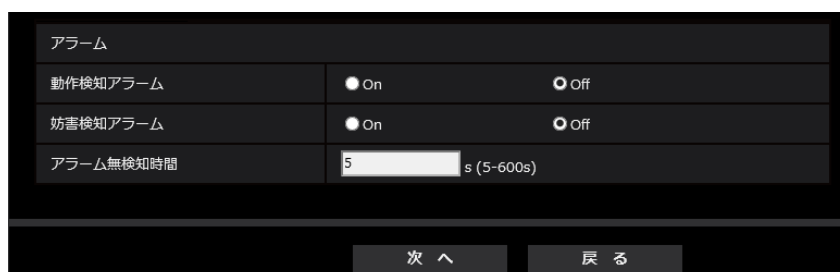 アラーム
動作検知アラーム On Off
妨害検知アラーム On Off
アラーム無検知時間 5 s (5-600s)
次 へ 戻 る